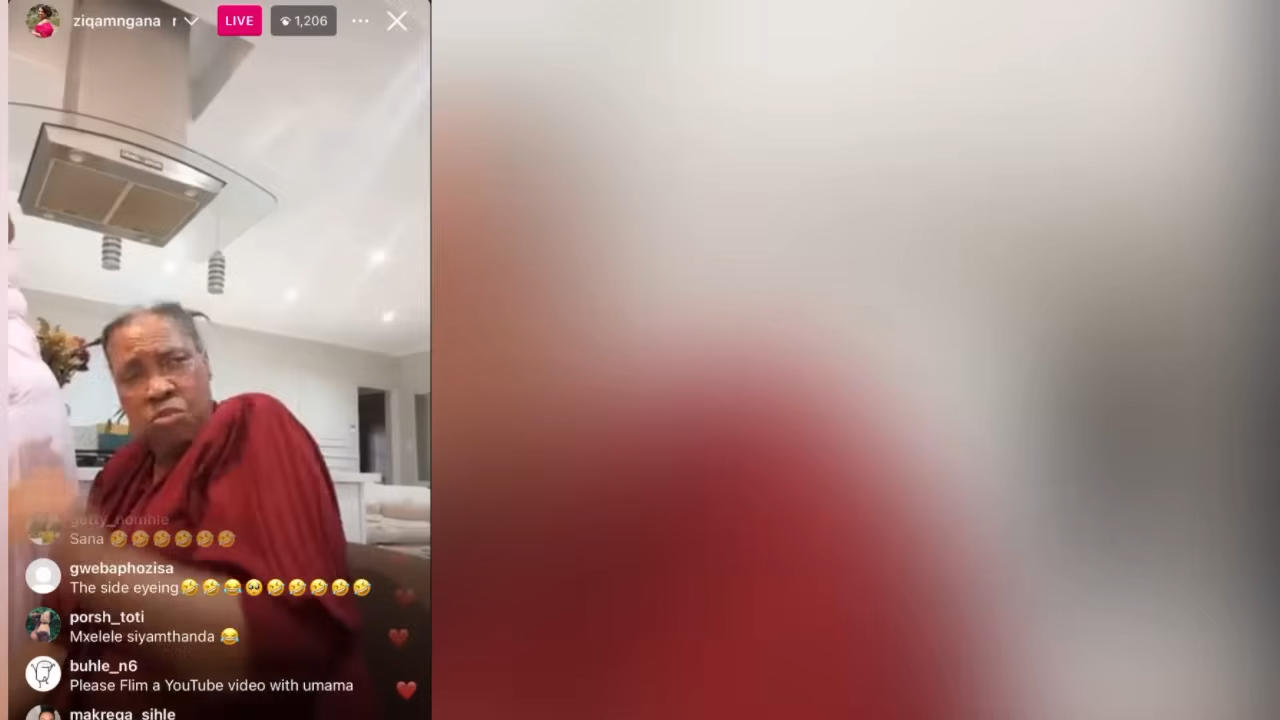 ziqamngana
LIVE
1,206
getty_nomhle
Sana 🤣🤣🤣🤣🤣🤣
gwebaphozisa
The side eyeing🤣🤣😂🥺🤣🤣🤣🤣🤣
porsh_toti
Mxelele siyamthanda 😂
buhle_n6
Please Flim a YouTube video with umama
makrega_sihle